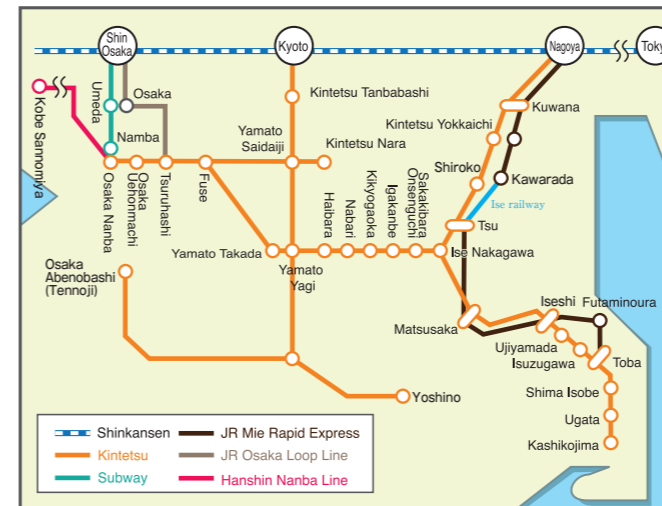 Shin
Osaka
Kyoto
Nagoya
Kobe Sannomiya
Umeda
Osaka
Namba
Kintetsu Tanbabashi
Kuwana
Kintetsu Yokkaichi
Yamato
Saidaiji
Kintetsu Nara
Shiroko
Kawarada
Osaka Nanba
Osaka
Uehonmachi
Tsuruhashi
Fuse
Ise railway
Haibara
Nabari
Kikyogaoka
Igakanbe
Sakakibara
Onsenguchi
Tsu
Yamato Takada
Yamato
Yagi
Ise Nakagawa
Osaka
Abenobashi
(Tennoji)
Matsusaka
Iseshi
Futaminoura
Ujiyamada
Isuzugawa
Toba
Yoshino
Shima Isobe
Ugata
Kashikojima
Shinkansen
JR Mie Rapid Express
Kintetsu
JR Osaka Loop Line
Subway
Hanshin Nanba Line